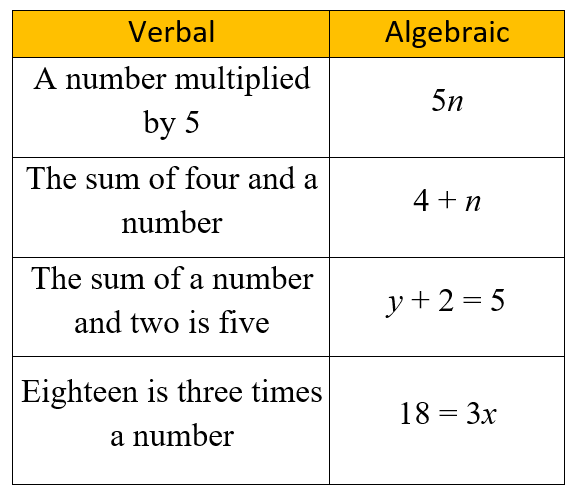 Verbal Algebraic
A number multiplied
by 5
5n
The sum of four and a
number
4 + n
The sum of a number
and two is five
y + 2 = 5
Eighteen is three times
a number
18 = 3x